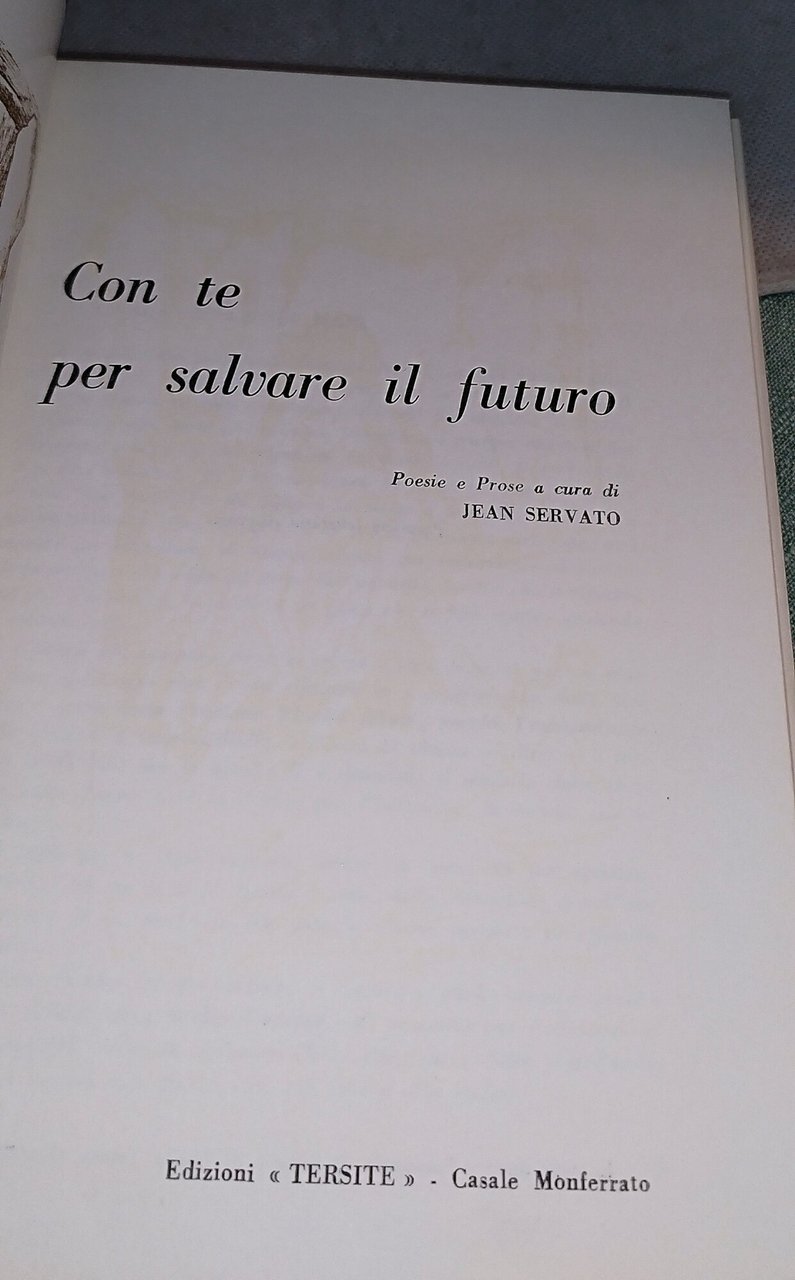 Con te
per salvare il futuro
Poesie e Prose a cura di
JEAN SERVATO
Edizioni « TERSITE » - Casale Monferrato